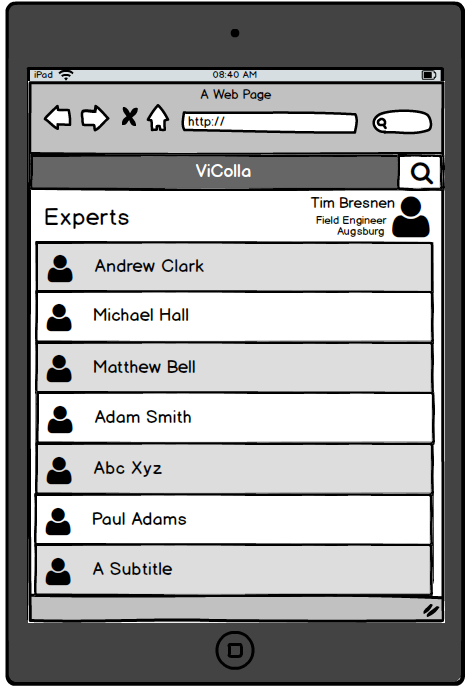 iPad 08:40 AM
A Web Page
http://
ViColla
Tim Bresnen
Experts
Field Engineer
Augsburg
Andrew Clark
Michael Hall
Matthew Bell
Adam Smith
Abc Xyz
Paul Adams
A Subtitle